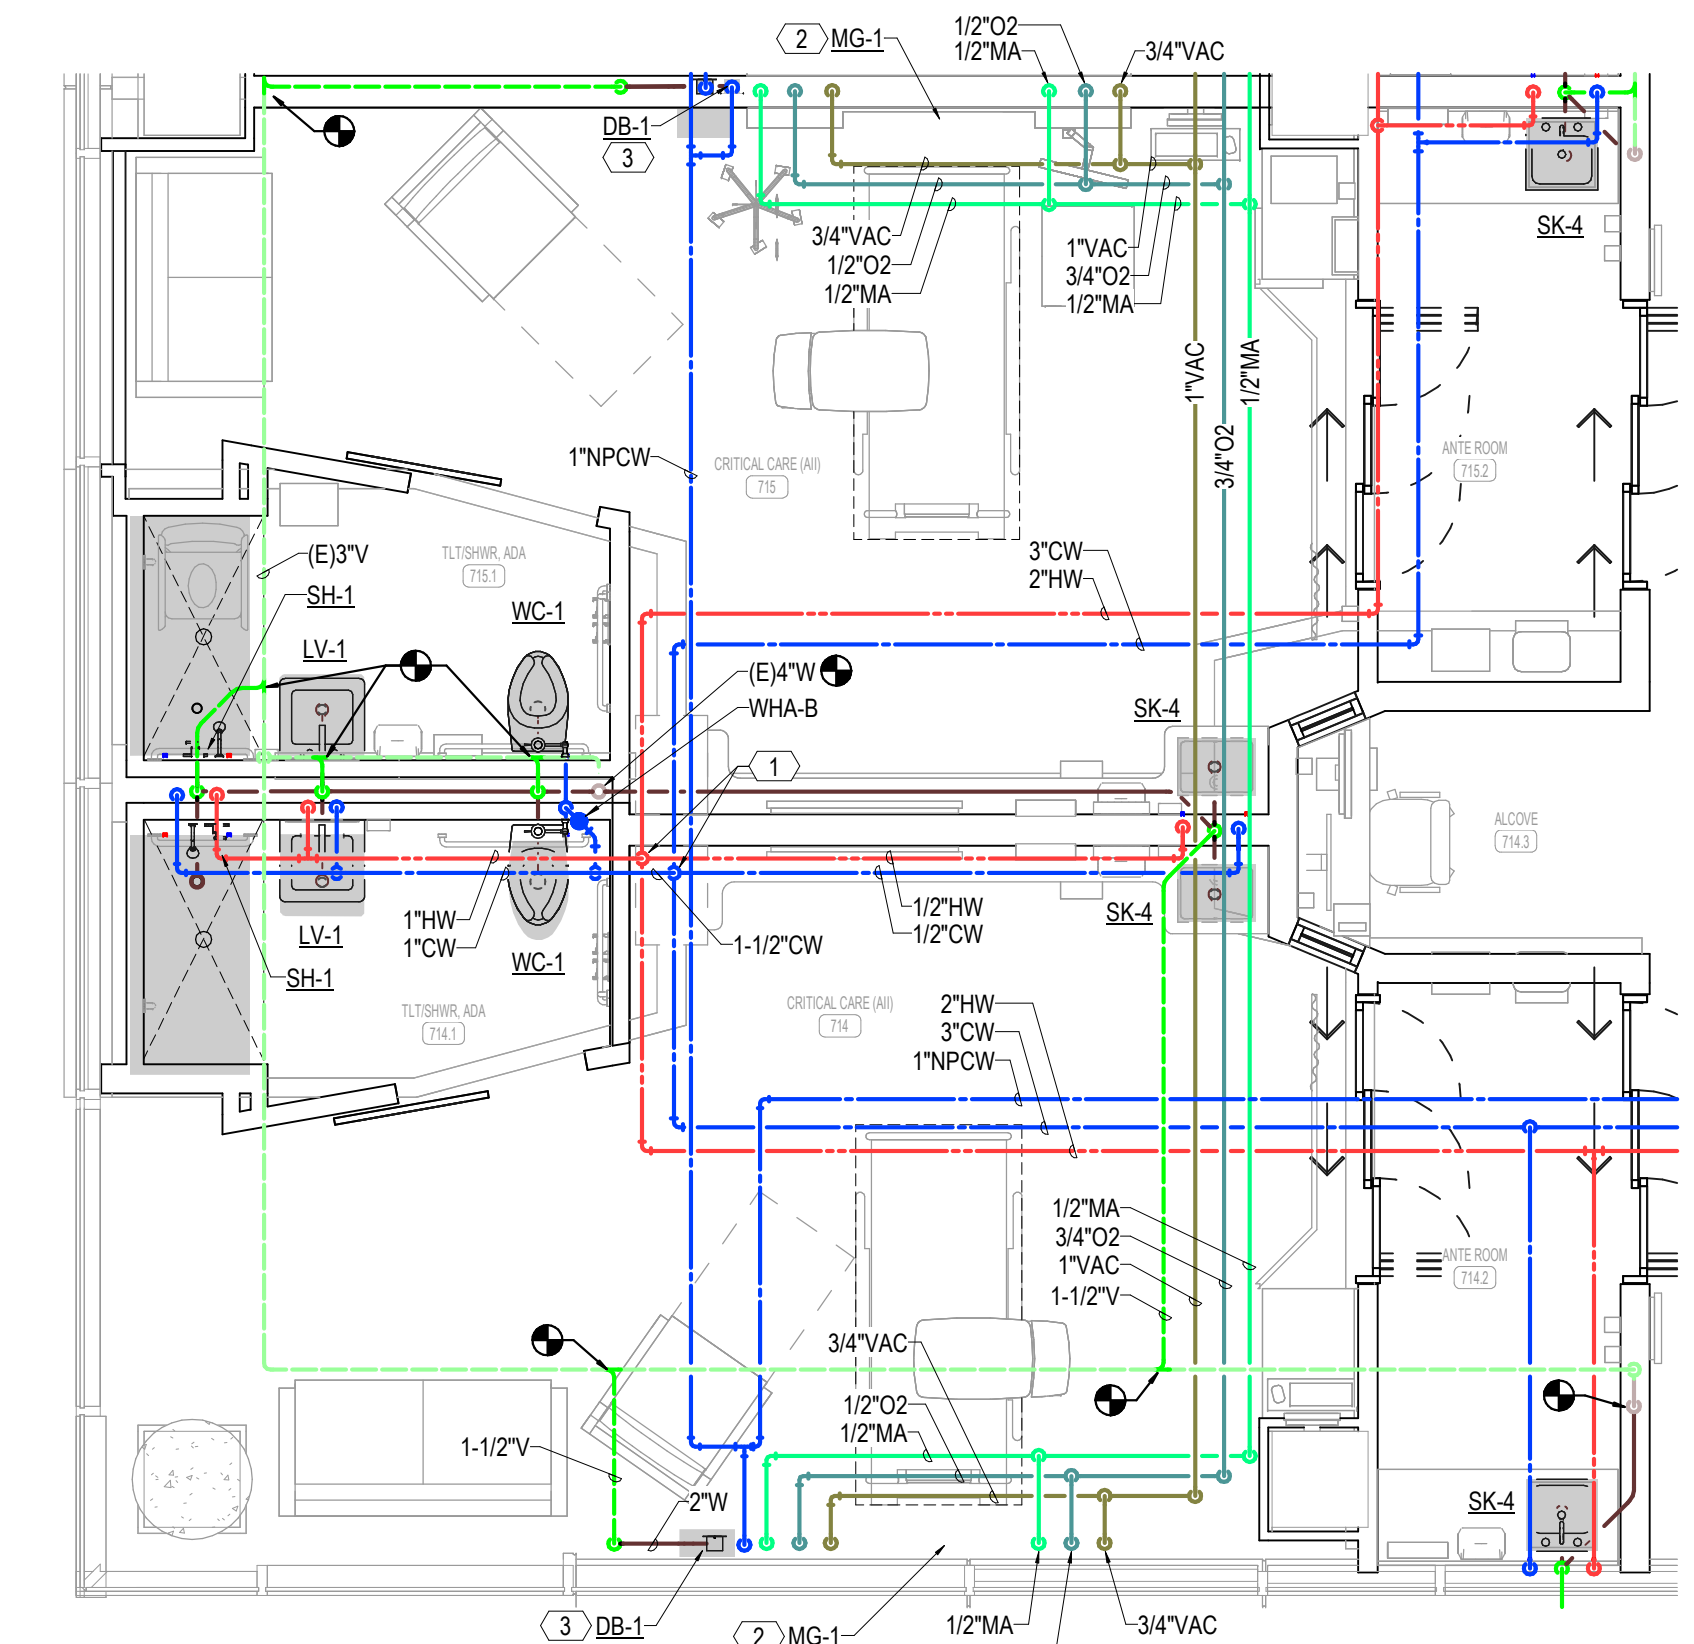 1/2"O2
2 MG-1
1/2"MA
3/4"VAC
DB-1
3
3/4"VAC
1/2"O2
1/2"MA
1"VAC
3/4"O2
1/2"MA
SK-4
1"VAC
1/2"MA
3/4"O2
1"NPCW
CRITICAL CARE (AII)
715
ANTE ROOM
715.2
(E)3"V
TLT/SHWR, ADA
715.1
SH-1
WC-1
3"CW
2"HW
LV-1
(E)4"W
WHA-B
SK-4
1
ALCOVE
714.3
1"HW
1"CW
LV-1
WC-1
SH-1
1-1/2"CW
1/2"HW
1/2"CW
SK-4
TLT/SHWR, ADA
714.1
CRITICAL CARE (AII)
714
2"HW
3"CW
1"NPCW
1/2"MA
3/4"O2
1"VAC
1-1/2"V
ANTE ROOM
714.2
3/4"VAC
1/2"O2
1/2"MA
1-1/2"V
2"W
SK-4
3 DB-1
2 MG-1
1/2"MA
3/4"VAC